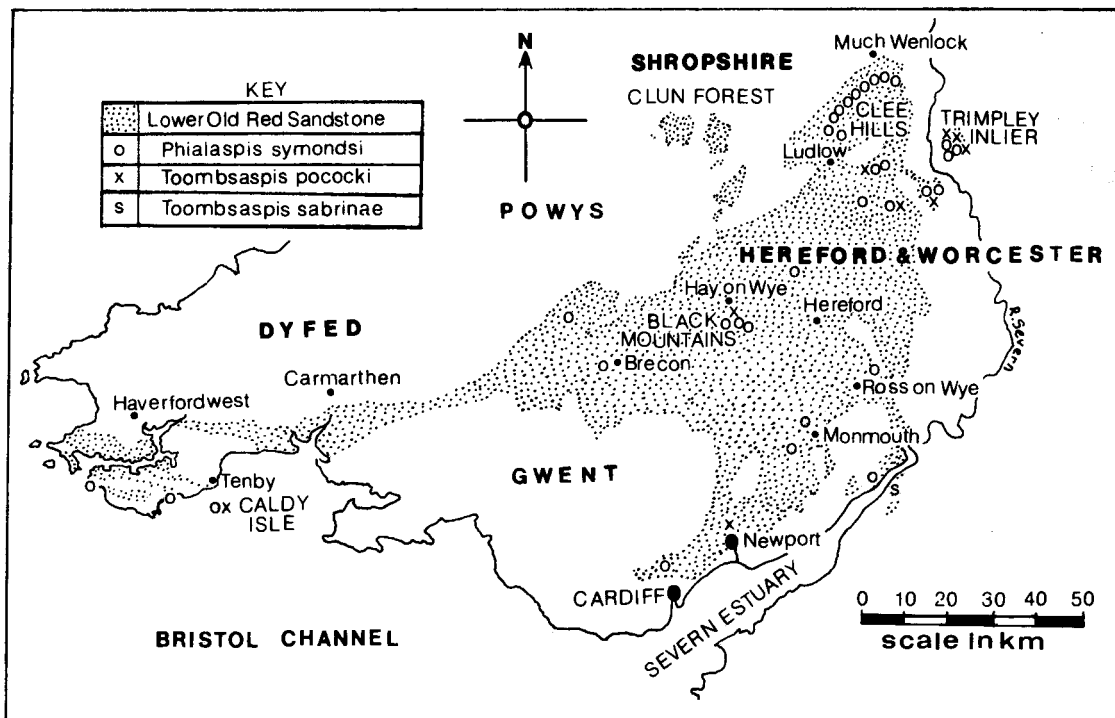 N
KEY
Lower Old Red Sandstone
o Phialaspis symondsi
x Toombsaspis pococki
s Toombsaspis sabrinae
Much Wenlock
SHROPSHIRE
CLUN FOREST
CLEE
HILLS
TRIMPLEY
INLIER
Ludlow
POWYS
HEREFORD & WORCESTER
Hay on Wye
Hereford
BLACK
MOUNTAINS
Brecon
R. Severn
DYFED
Carmarthen
Haverfordwest
Ross on Wye
Monmouth
GWENT
Tenby
ox CALDY
ISLE
s
Newport
CARDIFF
SEVERN ESTUARY
BRISTOL CHANNEL
0 10 20 30 40 50
scale in km